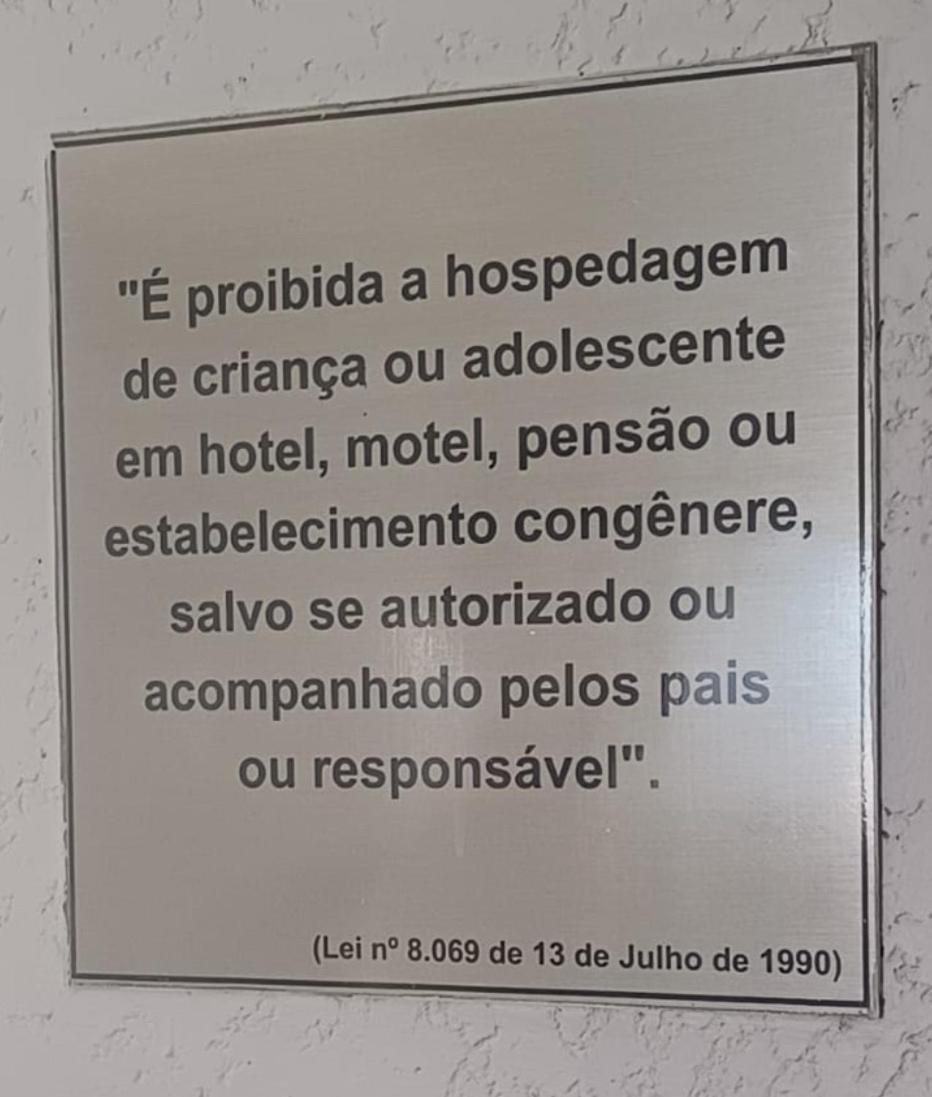 "É proibida a hospedagem
de criança ou adolescente
em hotel, motel, pensão ou
estabelecimento congênere,
salvo se autorizado ou
acompanhado pelos pais
ou responsável".
(Lei nº 8.069 de 13 de Julho de 1990)